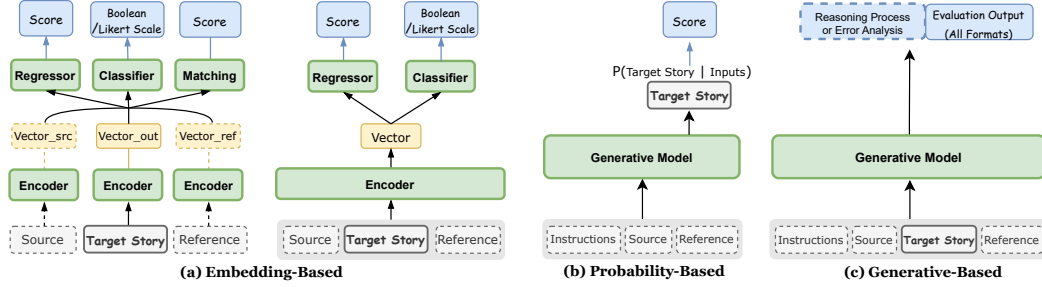 Score
Boolean
/Likert Scale
Score
Regressor
Classifier
Matching
Vector_src
Vector_out
Vector_ref
Encoder
Encoder
Encoder
Source
Target Story
Reference
Score
Boolean
/Likert Scale
Regressor
Classifier
Vector
Encoder
Source
Target Story
Reference
(a) Embedding-Based
Score
P(Target Story | Inputs)
Target Story
Generative Model
Instructions
Source
Reference
(b) Probability-Based
Reasoning Process
or Error Analysis
Evaluation Output
(All Formats)
Generative Model
Instructions
Source
Target Story
Reference
(c) Generative-Based